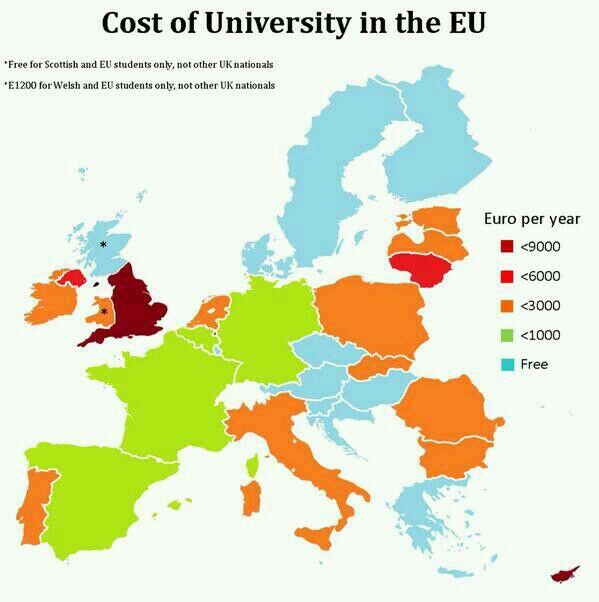 Cost of University in the EU
*Free for Scottish and EU students only, not other UK nationals
*E1200 for Welsh and EU students only, not other UK nationals
Euro per year
<9000
<6000
<3000
<1000
Free
*
*